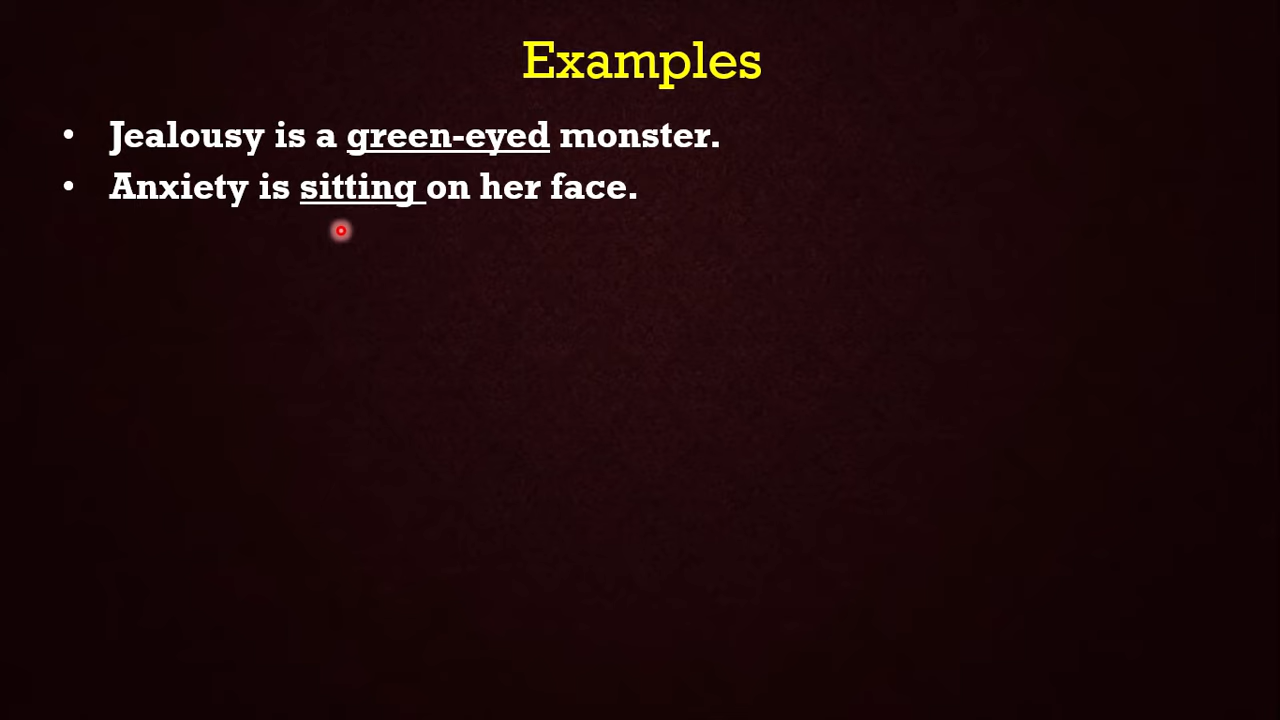 Examples
• Jealousy is a green-eyed monster.
• Anxiety is sitting on her face.